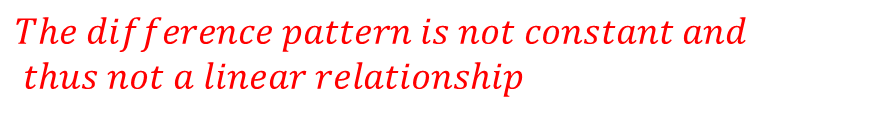 The difference pattern is not constant and
thus not a linear relationship